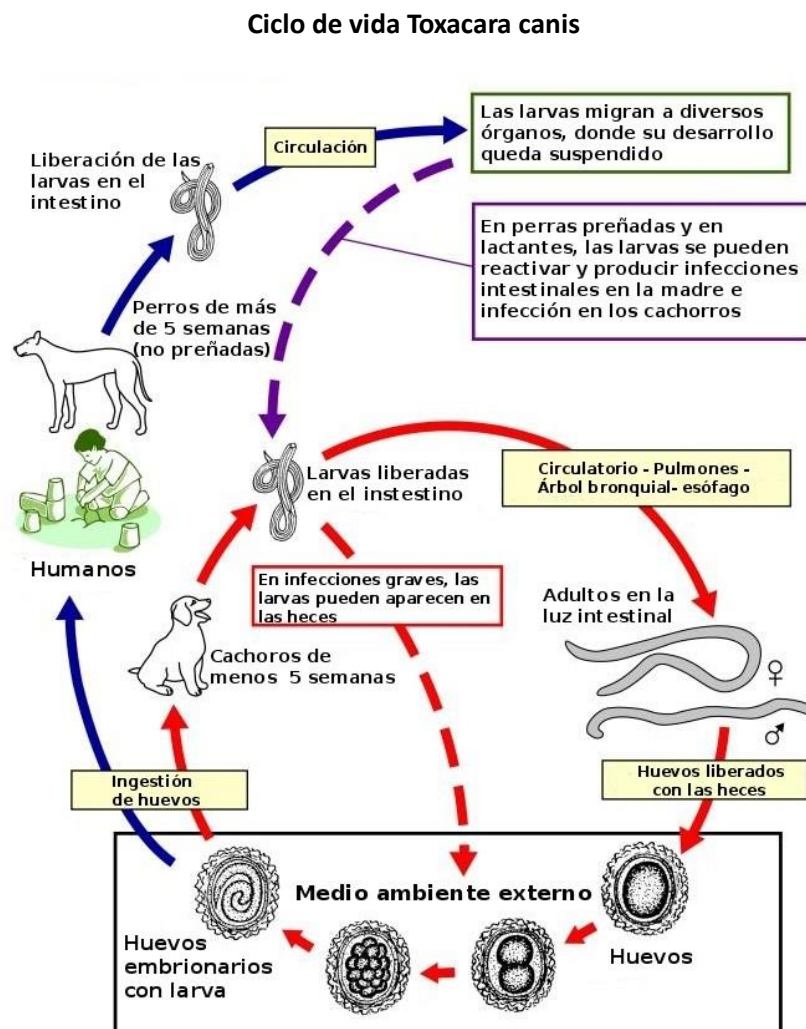 Ciclo de vida Toxacara canis
Las larvas migran a diversos
órganos, donde su desarrollo
queda suspendido
Circulación
Liberación de las
larvas en el
intestino
En perras preñadas y en
lactantes, las larvas se pueden
reactivar y producir infecciones
intestinales en la madre e
infección en los cachorros
Perros de más
de 5 semanas
(no preñadas)
Larvas liberadas
en el instestino
Circulatorio - Pulmones -
Árbol bronquial- esófago
Humanos
En infecciones graves, las
larvas pueden aparecen en
las heces
Adultos en la
luz intestinal
♀
♂
Cachoros de
menos 5 semanas
Ingestión
de huevos
Huevos liberados
con las heces
Medio ambiente externo
Huevos
embrionarios
con larva
Huevos